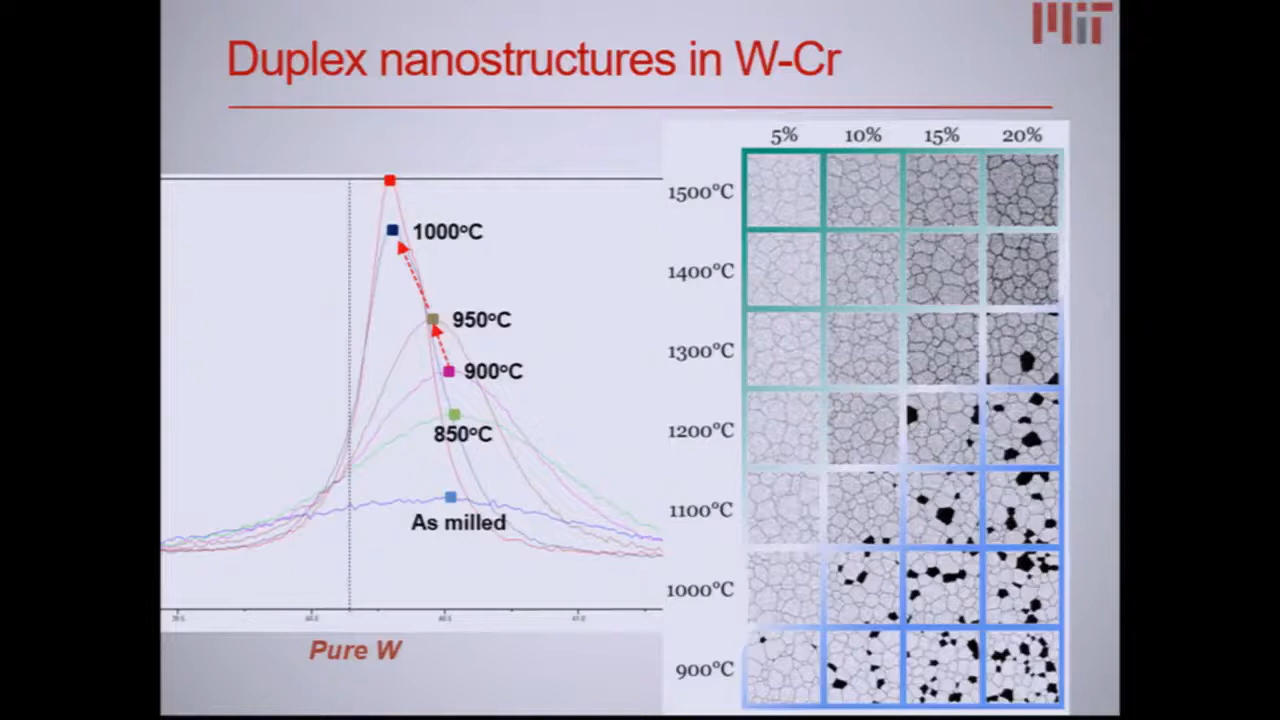 MIT
Duplex nanostructures in W-Cr
5% 10% 15% 20%
1500°C
1400°C
1300°C
1200°C
1100°C
1000°C
900°C
1000°C
950°C
900°C
850°C
As milled
Pure W